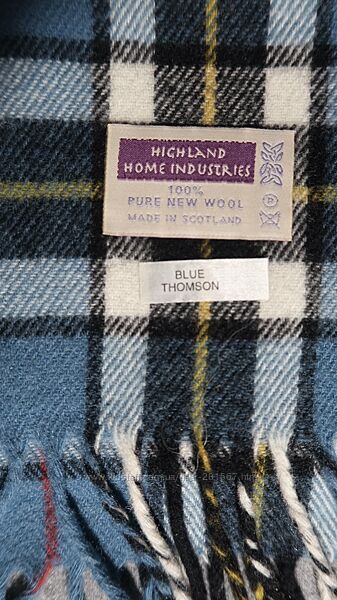 HIGHLAND
HOME INDUSTRIES
100%
PURE NEW WOOL
MADE IN SCOTLAND
P
BLUE
THOMSON